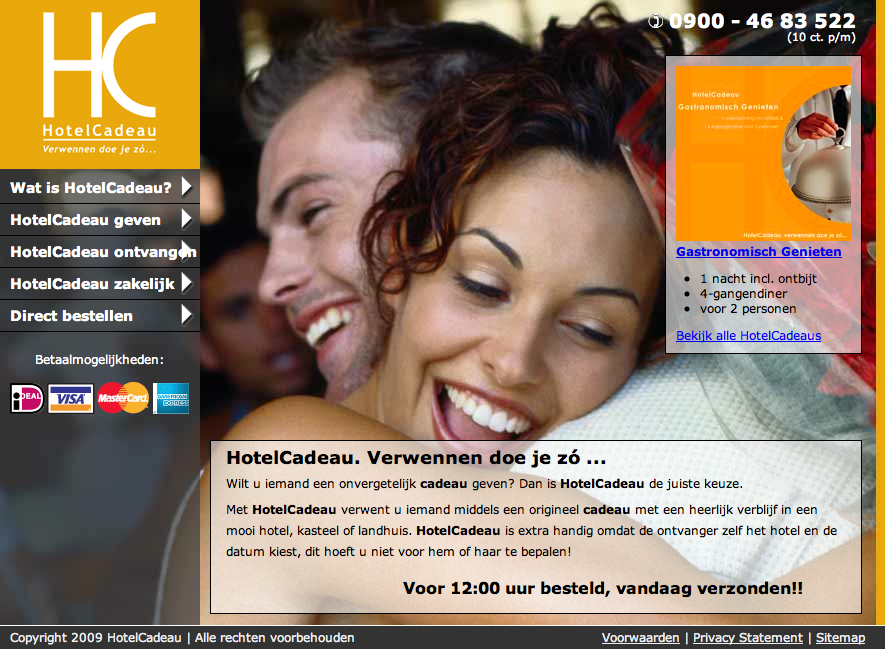 HC
HotelCadeau
Verwennen doe je zó...
0900 - 46 83 522
(10 ct. p/m)
Wat is HotelCadeau?
HotelCadeau geven
HotelCadeau ontvangen
HotelCadeau zakelijk
Direct bestellen
Betaalmogelijkheden:
iDEAL VISA MasterCard AMERICAN EXPRESS
HotelCadeau
Gastronomisch Genieten
HotelCadeau, verwennen doe je zó...
Gastronomisch Genieten
• 1 nacht incl. ontbijt
• 4-gangendiner
• voor 2 personen
Bekijk alle HotelCadeaus
HotelCadeau. Verwennen doe je zó ...
Wilt u iemand een onvergetelijk cadeau geven? Dan is HotelCadeau de juiste keuze.
Met HotelCadeau verwent u iemand middels een origineel cadeau met een heerlijk verblijf in een
mooi hotel, kasteel of landhuis. HotelCadeau is extra handig omdat de ontvanger zelf het hotel en de
datum kiest, dit hoeft u niet voor hem of haar te bepalen!
Voor 12:00 uur besteld, vandaag verzonden!!
Copyright 2009 HotelCadeau | Alle rechten voorbehouden
Voorwaarden | Privacy Statement | Sitemap